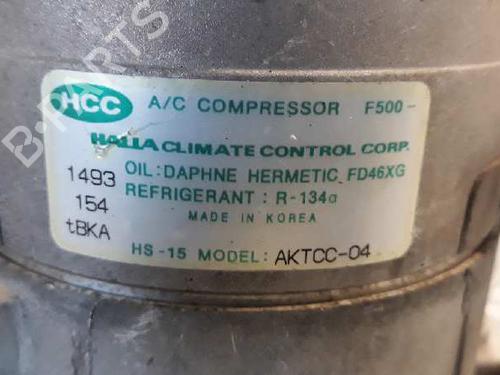 HCC A/C COMPRESSOR F500-
HALLA CLIMATE CONTROL CORP.
OIL: DAPHNE HERMETIC FD46XG
1493
REFRIGERANT : R-134a
154
MADE IN KOREA
tBKA
HS-15 MODEL: AKTCC-04
B-PARTS